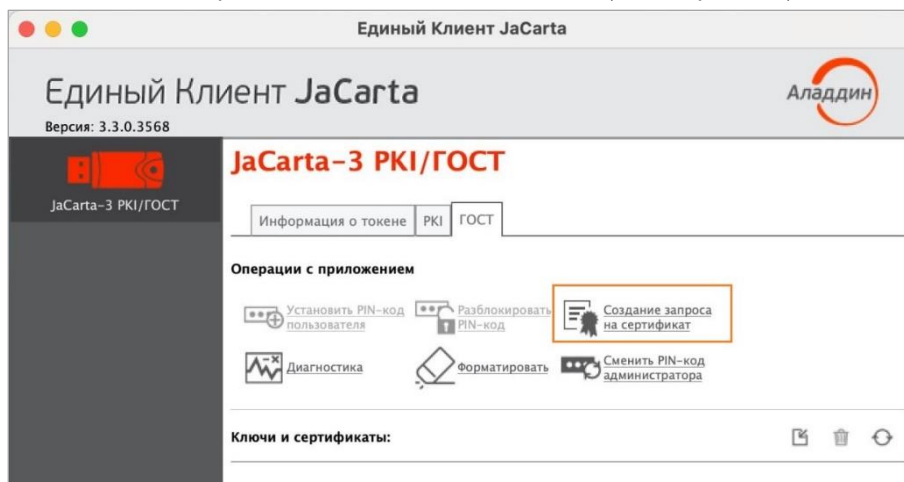 Единый Клиент JaCarta
Единый Клиент JaCarta
Аладдин
Версия: 3.3.0.3568
JaCarta-3 PKI/ГОСТ
JaCarta-3 PKI/ГОСТ
Информация о токене
PKI
ГОСТ
Операции с приложением
Установить PIN-код
пользователя
Разблокировать
PIN-код
Создание запроса
на сертификат
Диагностика
Форматировать
Сменить PIN-код
администратора
Ключи и сертификаты: